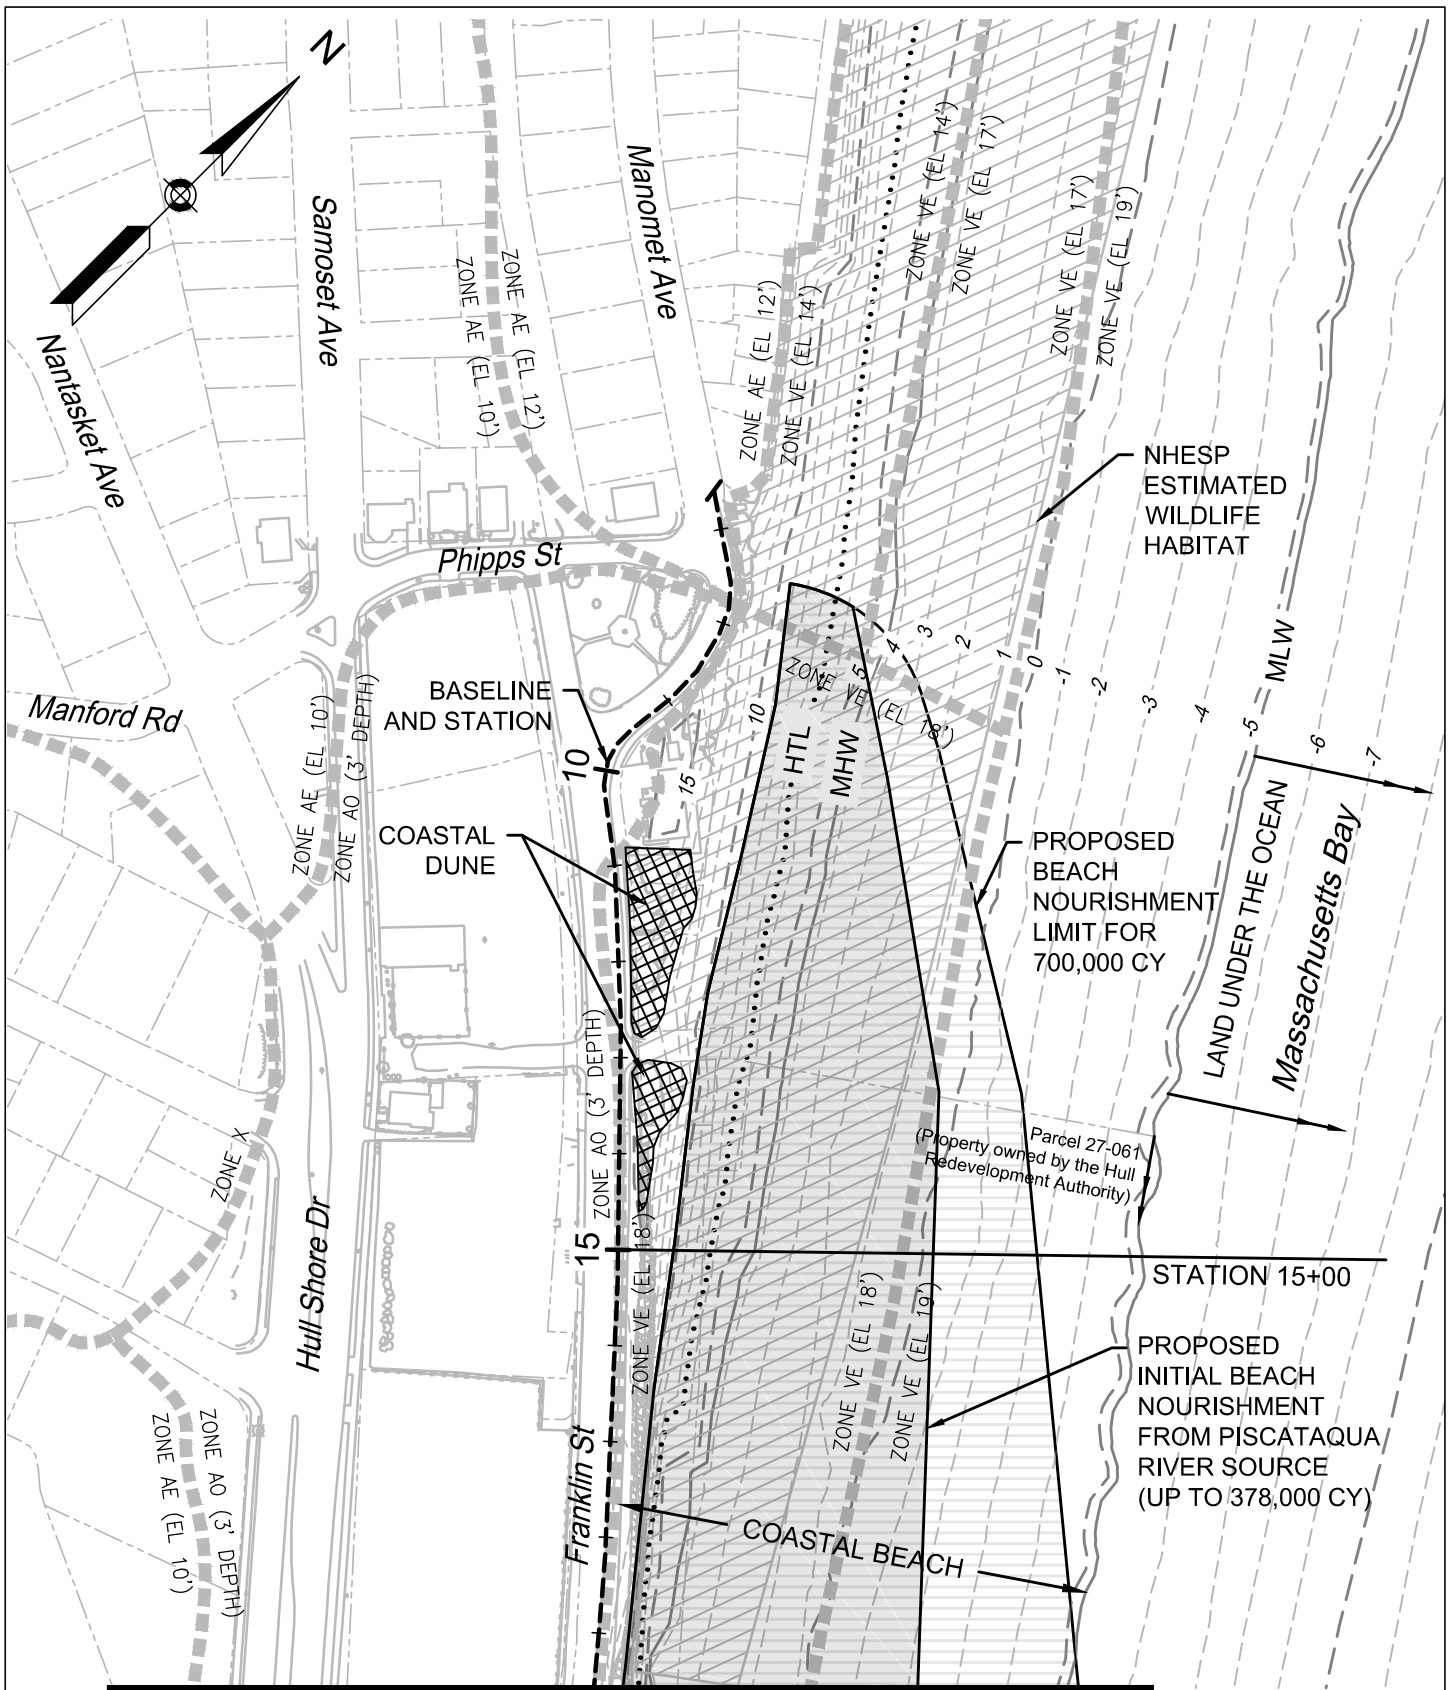 N
Nantasket Ave
Samoset Ave
Manomet Ave
ZONE AE (EL 10')
ZONE AE (EL 12')
ZONE AE (EL 12')
ZONE VE (EL 14')
ZONE VE (EL 14')
ZONE VE (EL 17')
ZONE VE (EL 17')
ZONE VE (EL 19')
NHESP
ESTIMATED
WILDLIFE
HABITAT
Phipps St
Manford Rd
BASELINE
AND STATION
10
ZONE AE (EL 10')
ZONE AO (3' DEPTH)
COASTAL
DUNE
15
10
5
4
3
2
1
0
-1
-2
-3
-4
-5
-6
-7
ZONE VE (EL 18')
HTL
MHW
MLW
PROPOSED
BEACH
NOURISHMENT
LIMIT FOR
700,000 CY
LAND UNDER THE OCEAN
Massachusetts Bay
ZONE AO (3' DEPTH)
Parcel 27-061
(Property owned by the Hull
Redevelopment Authority)
ZONE X
Hull Shore Dr
15
ZONE VE (EL 18')
STATION 15+00
ZONE VE (EL 18')
ZONE VE (EL 19')
PROPOSED
INITIAL BEACH
NOURISHMENT
FROM PISCATAQUA
RIVER SOURCE
(UP TO 378,000 CY)
ZONE AE (EL 10')
ZONE AO (3' DEPTH)
Franklin St
COASTAL BEACH